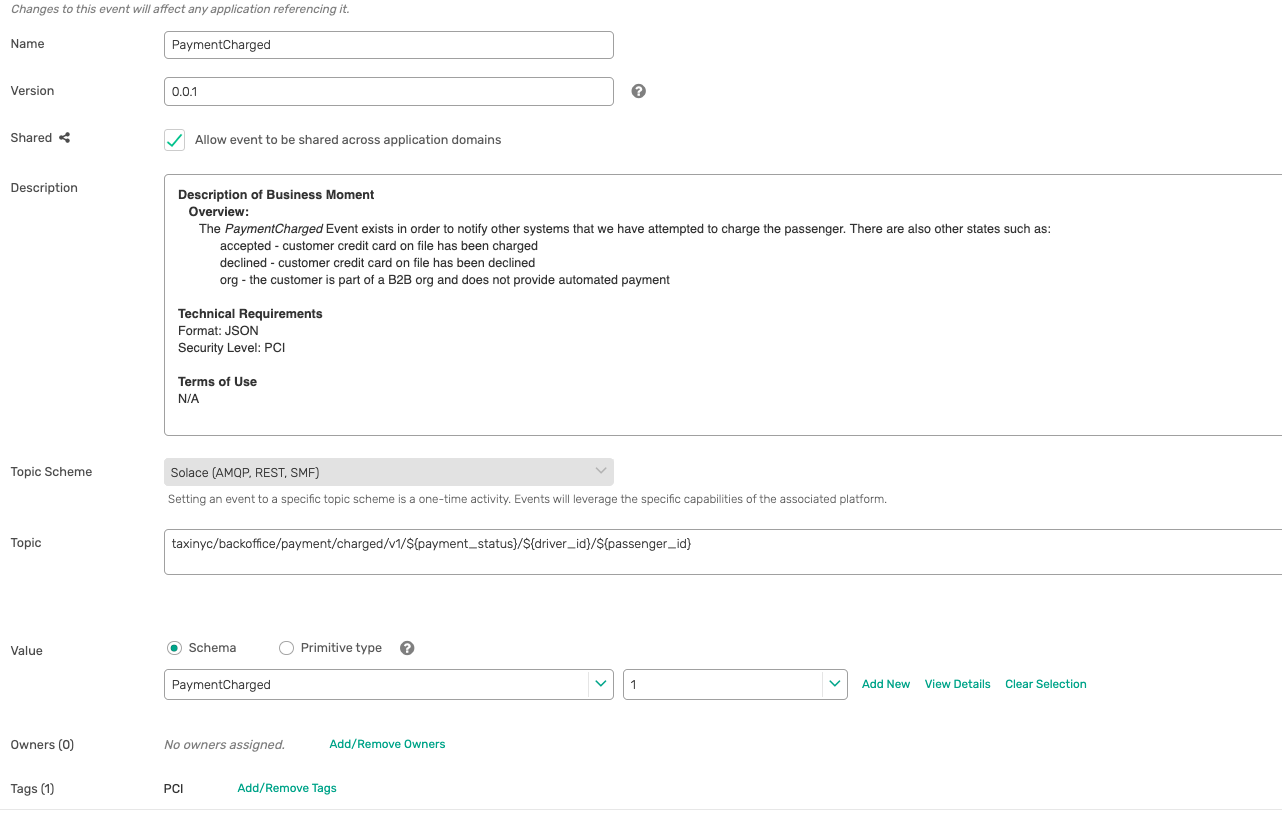 Changes to this event will affect any application referencing it.
Name
PaymentCharged
Version
0.0.1
?
Shared
Allow event to be shared across application domains
Description
Description of Business Moment
Overview:
The PaymentCharged Event exists in order to notify other systems that we have attempted to charge the passenger. There are also other states such as:
accepted - customer credit card on file has been charged
declined - customer credit card on file has been declined
org - the customer is part of a B2B org and does not provide automated payment
Technical Requirements
Format: JSON
Security Level: PCI
Terms of Use
N/A
Topic Scheme
Solace (AMQP, REST, SMF)
Setting an event to a specific topic scheme is a one-time activity. Events will leverage the specific capabilities of the associated platform.
Topic
taxinyc/backoffice/payment/charged/v1/${payment_status}/${driver_id}/${passenger_id}
Value
Schema
Primitive type
?
PaymentCharged
1
Add New
View Details
Clear Selection
Owners (0)
No owners assigned.
Add/Remove Owners
Tags (1)
PCI
Add/Remove Tags